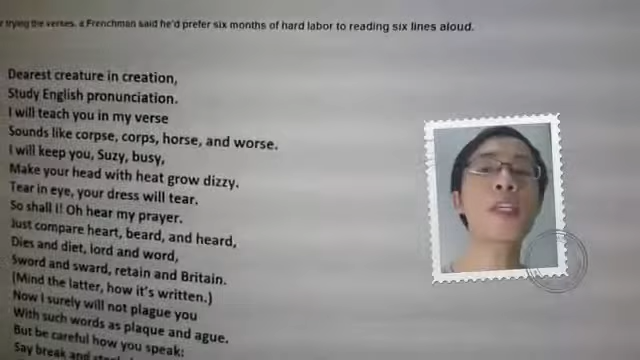 trying the verses, a Frenchman said he'd prefer six months of hard labor to reading six lines aloud.
Dearest creature in creation,
Study English pronunciation.
I will teach you in my verse
Sounds like corpse, corps, horse, and worse.
I will keep you, Suzy, busy,
Make your head with heat grow dizzy.
Tear in eye, your dress will tear.
So shall I! Oh hear my prayer.
Just compare heart, beard, and heard,
Dies and diet, lord and word,
Sword and sward, retain and Britain.
(Mind the latter, how it's written.)
Now I surely will not plague you
With such words as plaque and ague.
But be careful how you speak:
Say break and